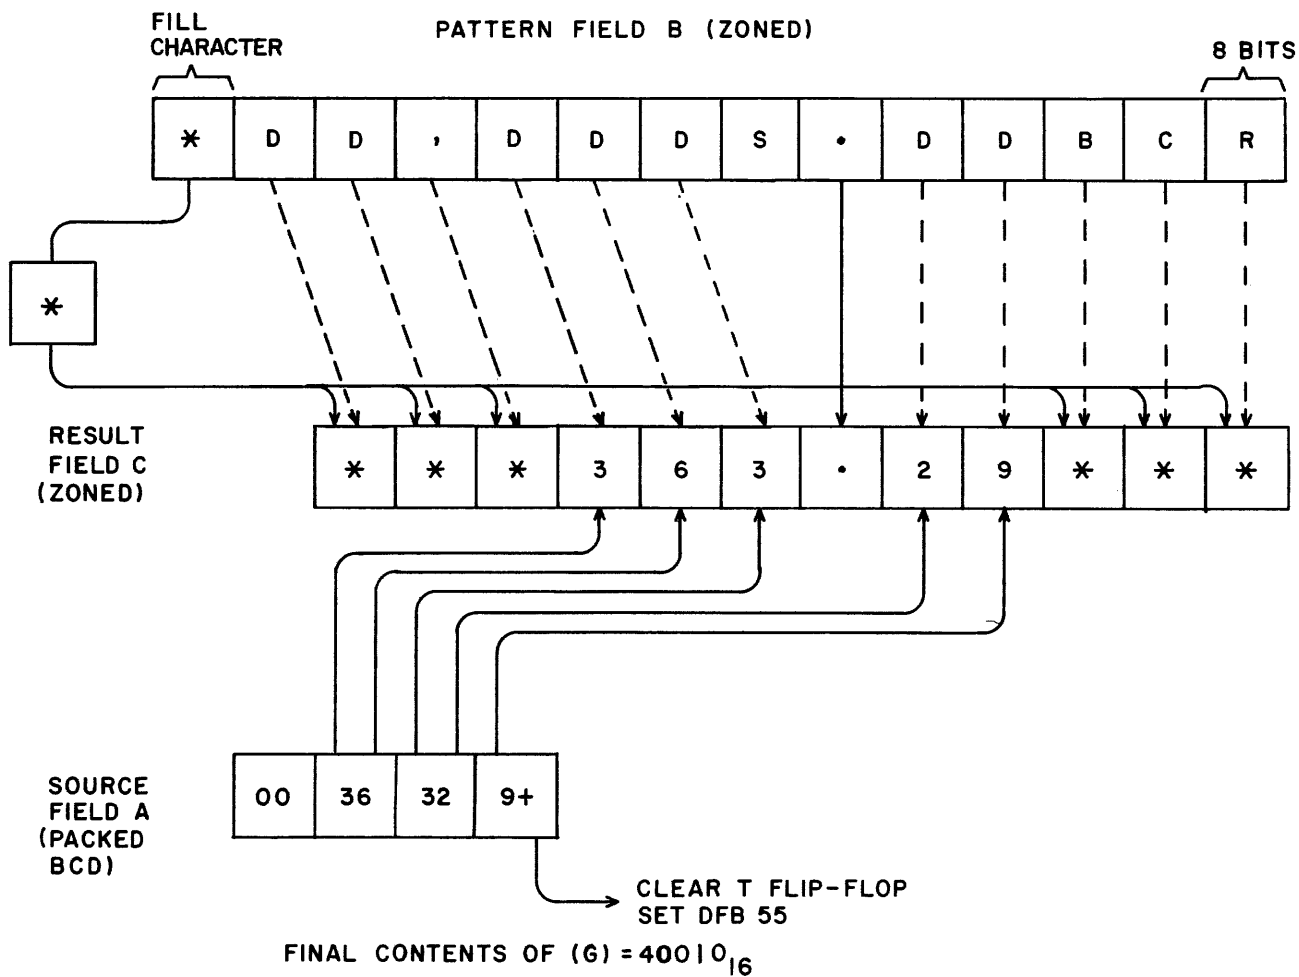 FILL
CHARACTER
PATTERN FIELD B (ZONED)
8 BITS
* D D , D D D S . D D B C R
*
RESULT
FIELD C
(ZONED)
* * * 3 6 3 . 2 9 * * *
SOURCE
FIELD A
(PACKED
BCD)
00 36 32 9+
CLEAR T FLIP-FLOP
SET DFB 55
FINAL CONTENTS OF (G) = 40010₁₆